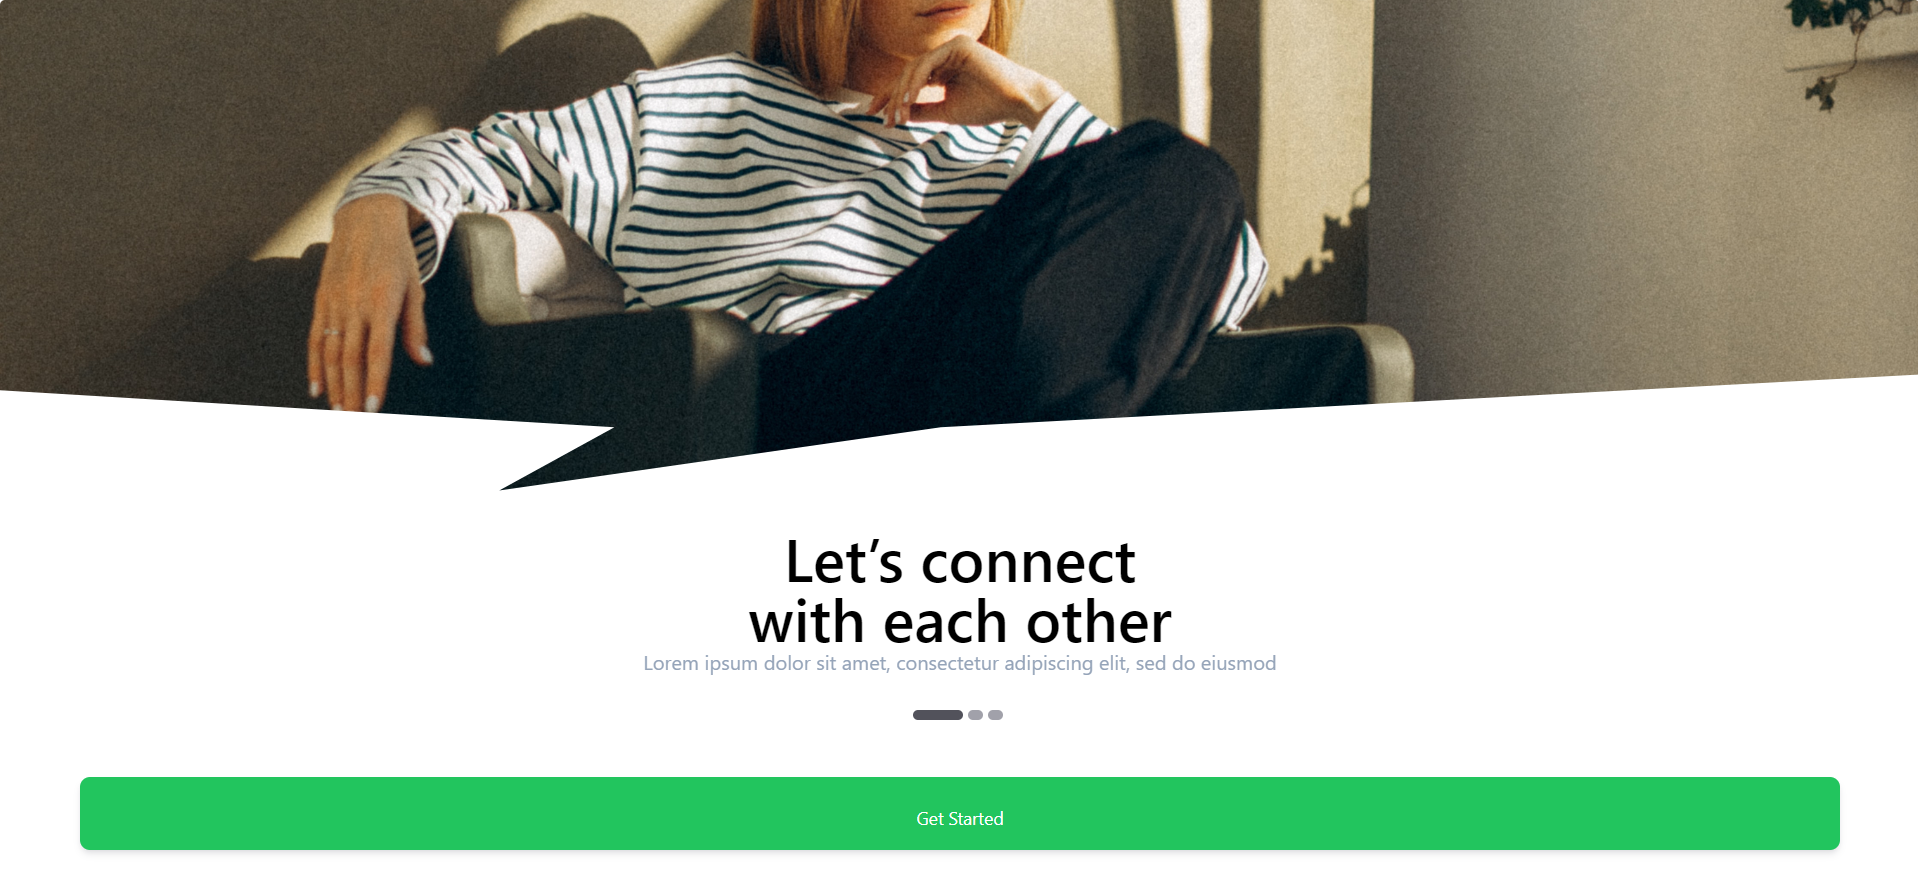 Let’s connect
with each other
Lorem ipsum dolor sit amet, consectetur adipiscing elit, sed do eiusmod
Get Started